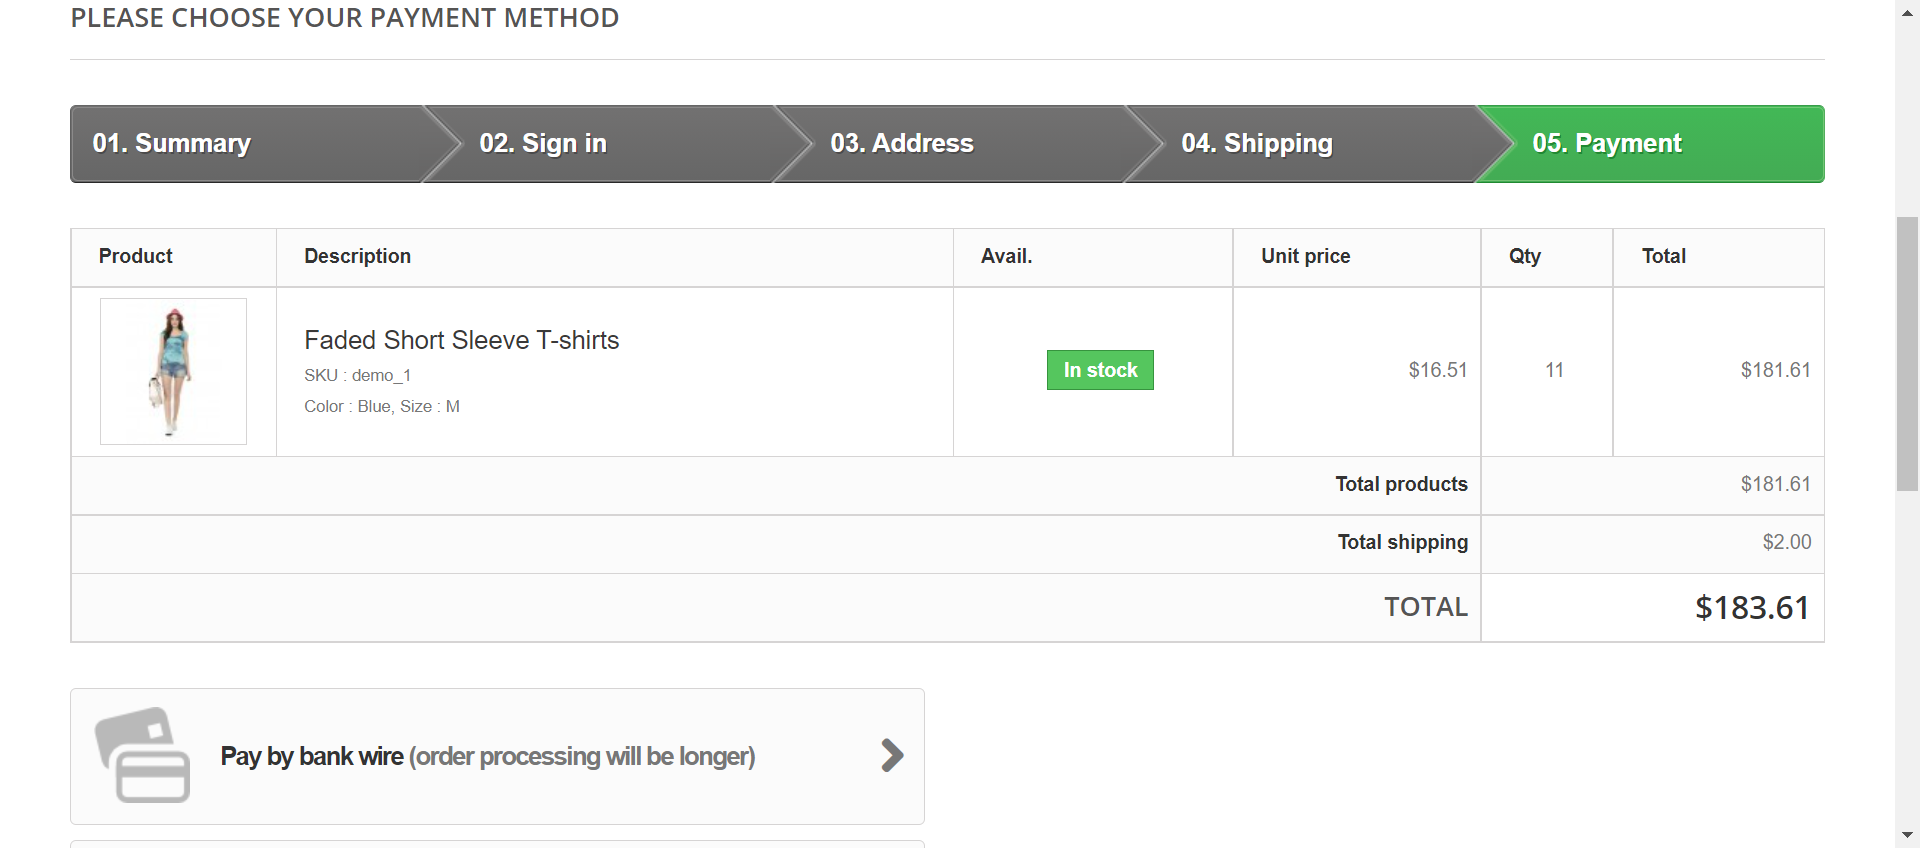 PLEASE CHOOSE YOUR PAYMENT METHOD
01. Summary
02. Sign in
03. Address
04. Shipping
05. Payment
Product
Description
Avail.
Unit price
Qty
Total
Faded Short Sleeve T-shirts
SKU : demo_1
Color : Blue, Size : M
In stock
$16.51
11
$181.61
Total products
$181.61
Total shipping
$2.00
TOTAL
$183.61
Pay by bank wire (order processing will be longer)